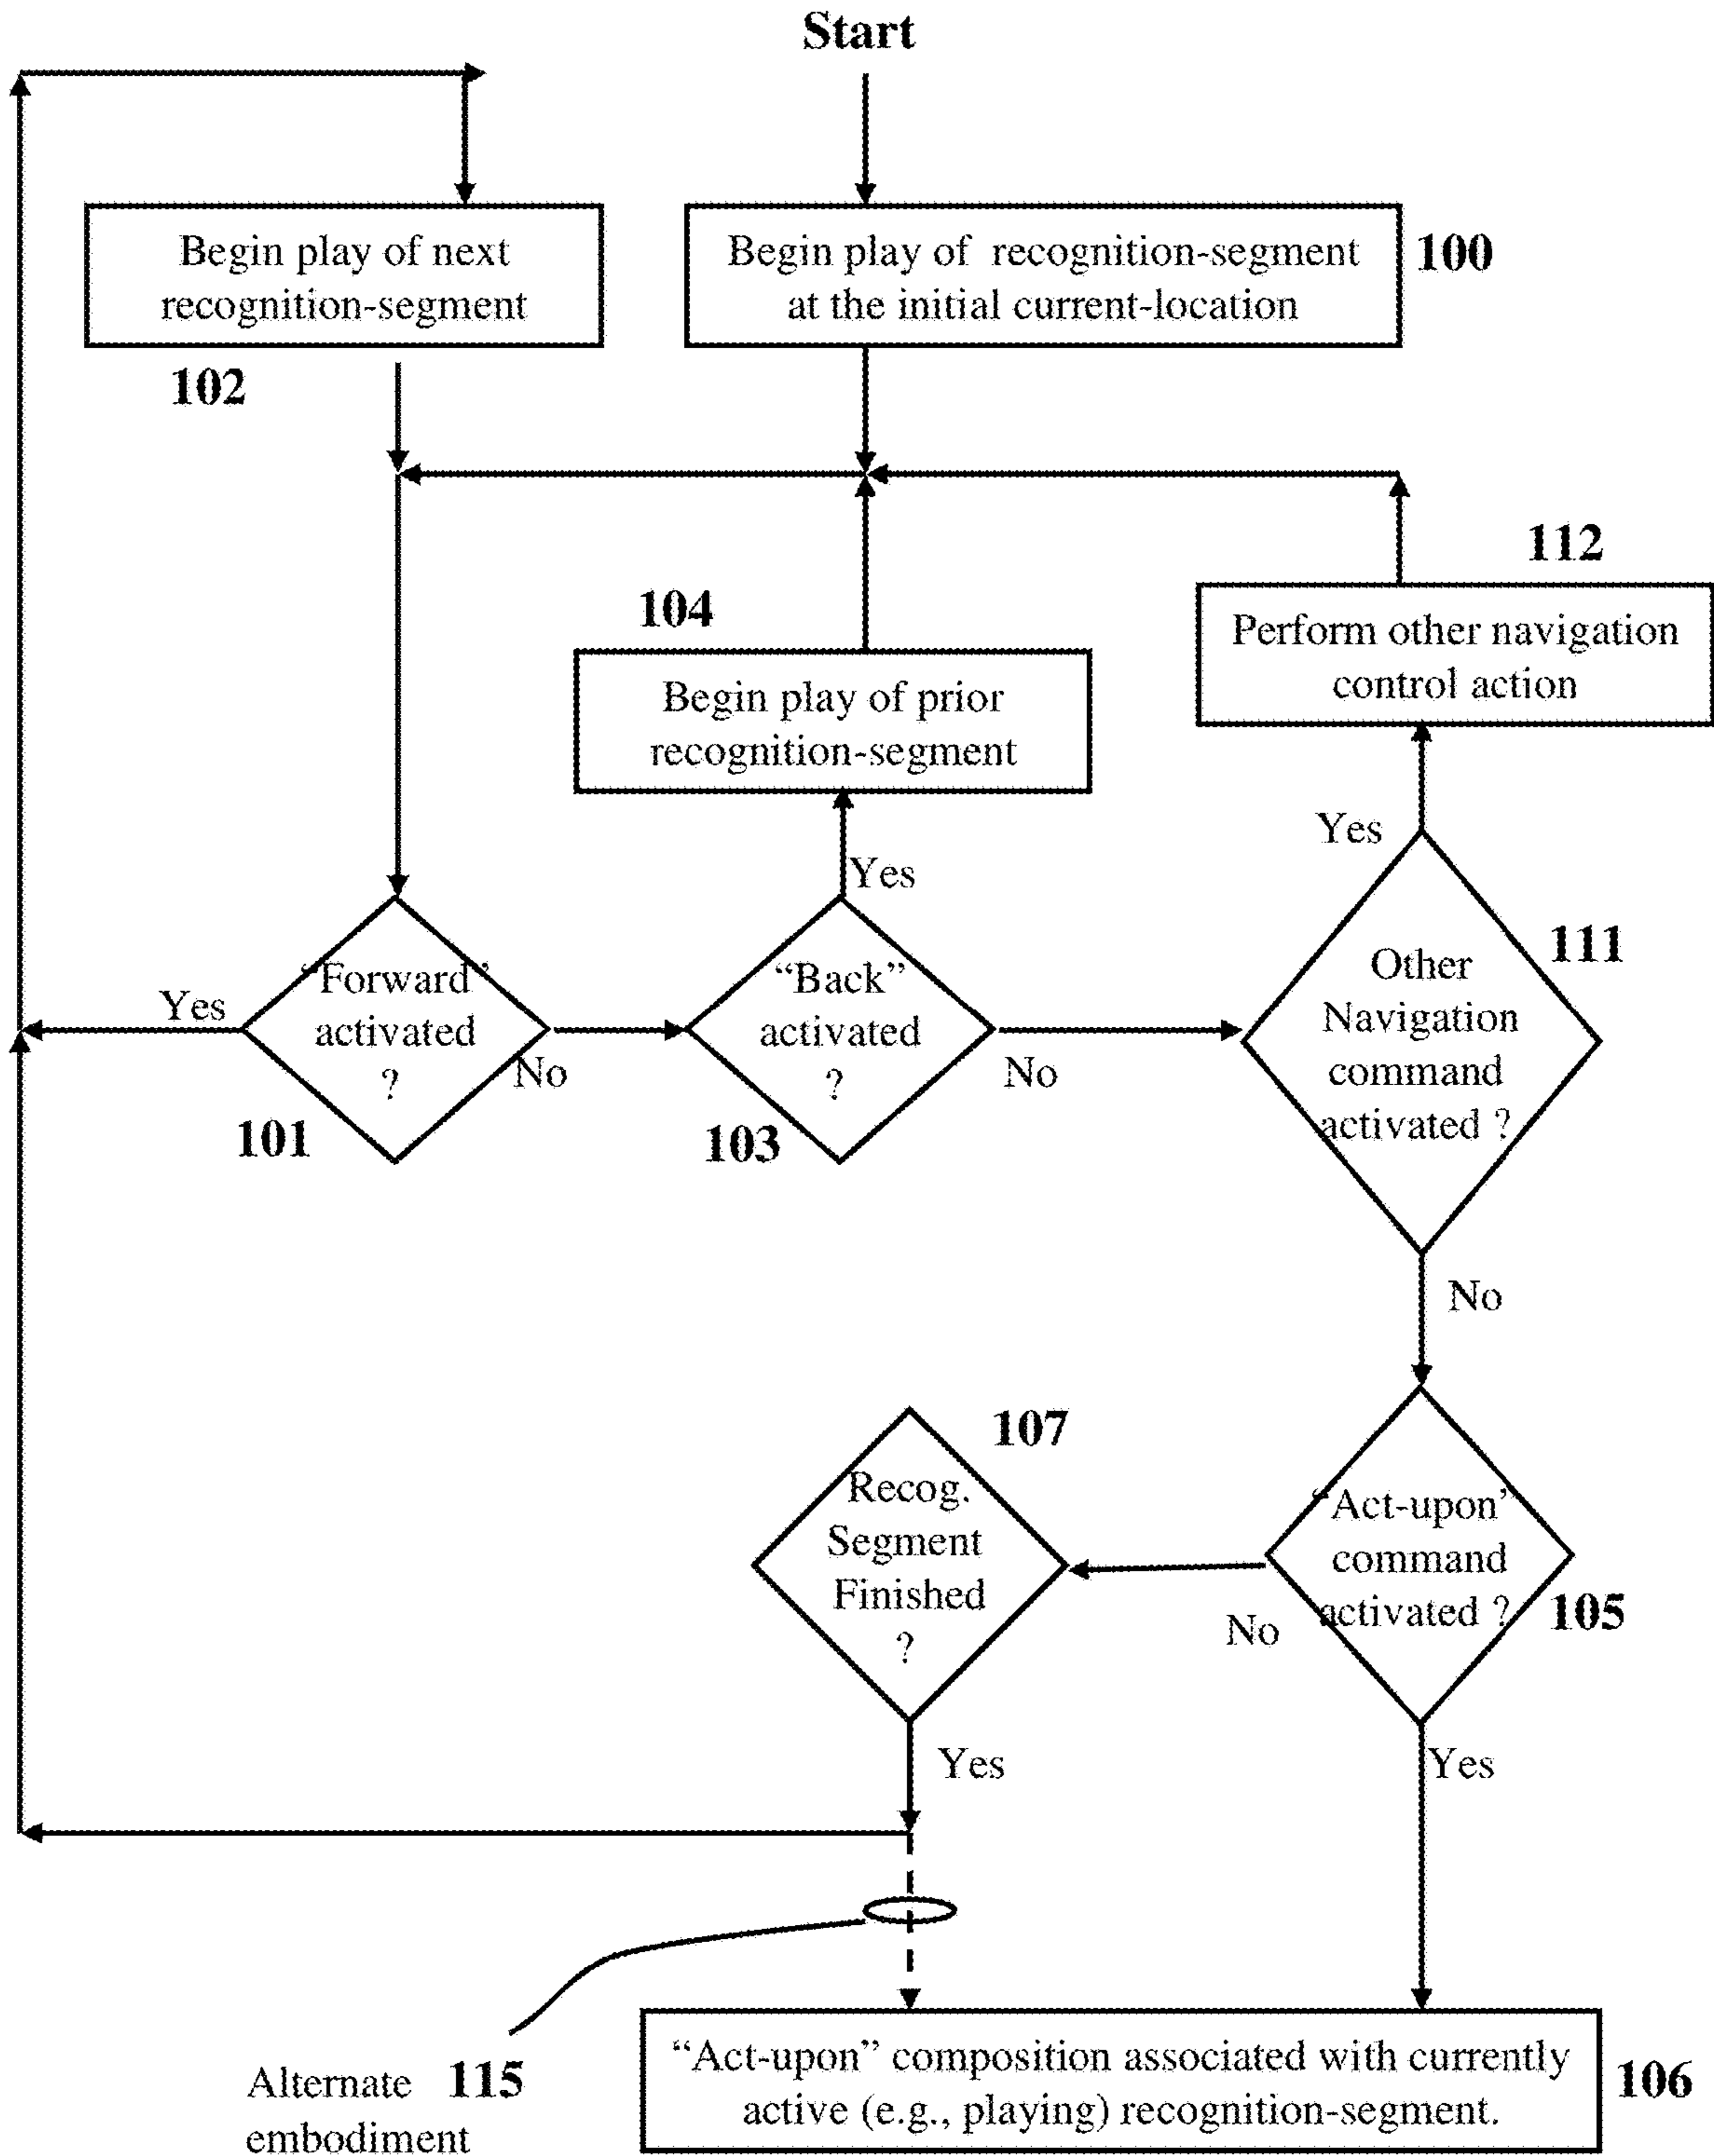 Start
Begin play of next
recognition-segment
102
Begin play of recognition-segment
at the initial current-location
100
112
Perform other navigation
control action
104
Begin play of prior
recognition-segment
Yes
Yes
“Forward’
activated
?
Yes
No
101
“Back”
activated
?
No
103
Other
Navigation
command
activated ?
111
No
Recog.
Segment
Finished
?
107
“Act-upon”
command
activated ?
105
No
Yes
Yes
Alternate 115
embodiment
“Act-upon” composition associated with currently
active (e.g., playing) recognition-segment.
106